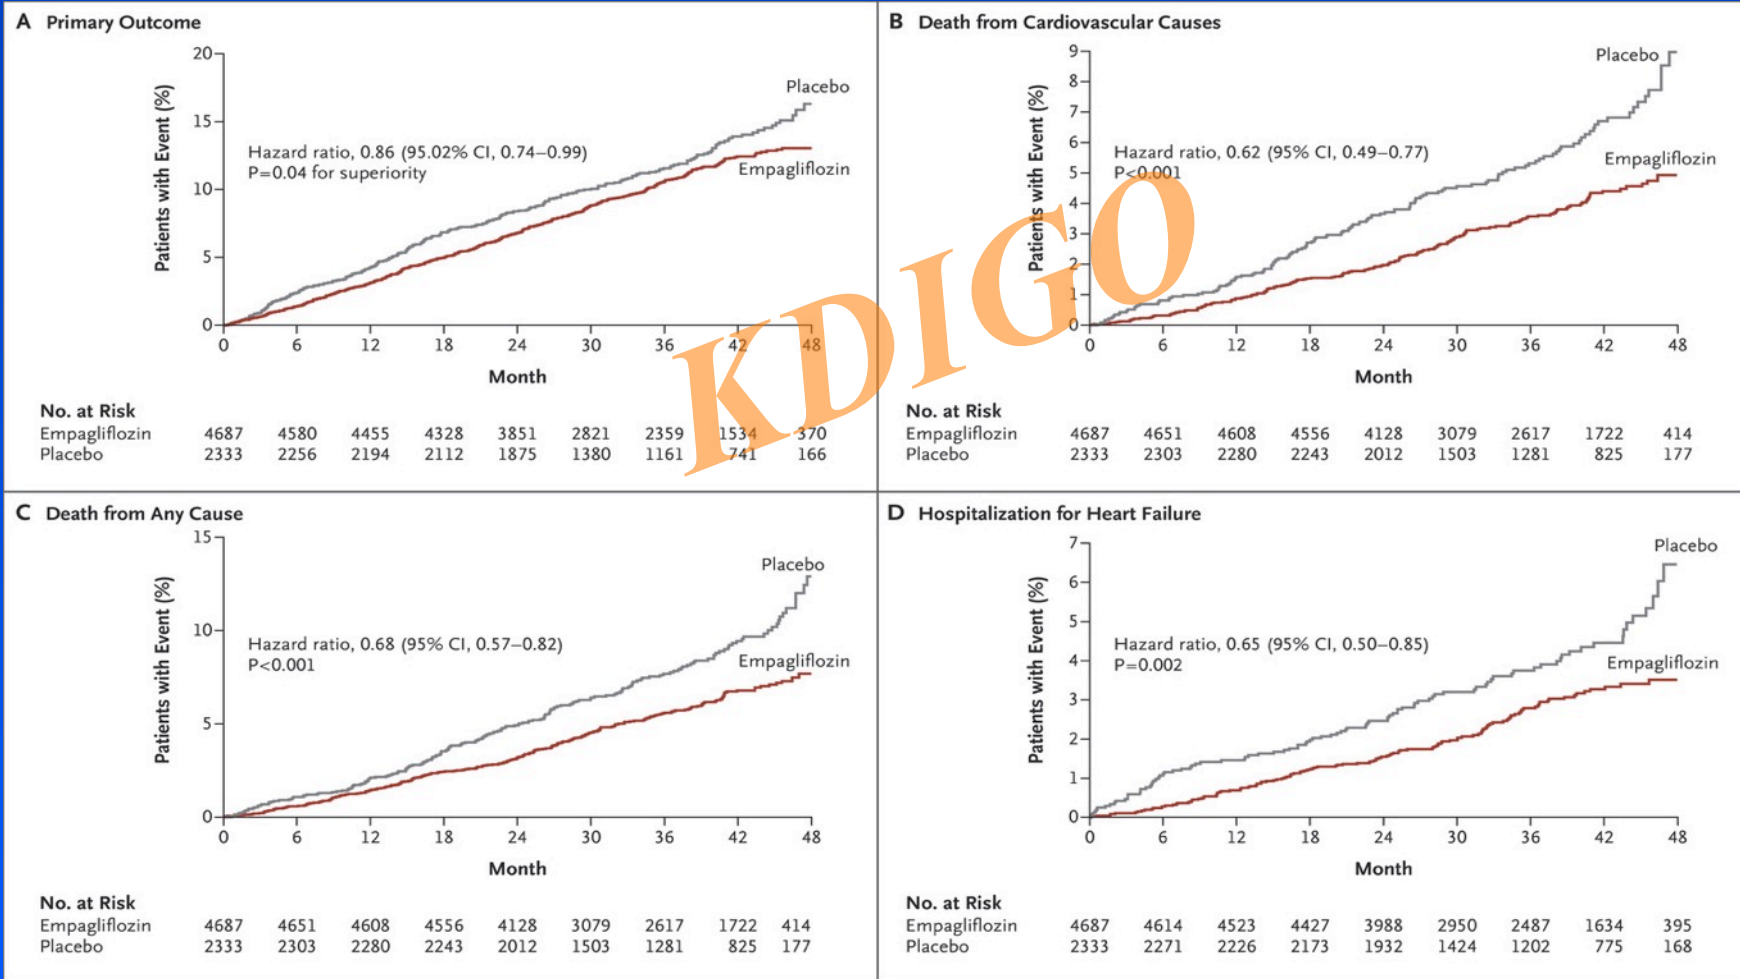 A Primary Outcome
20
15
10
5
0
Patients with Event (%)
Placebo
Hazard ratio, 0.86 (95.02% CI, 0.74–0.99)
P=0.04 for superiority
Empagliflozin
0 6 12 18 24 30 36 42 48
Month
No. at Risk
Empagliflozin 4687 4580 4455 4328 3851 2821 2359 1534 370
Placebo 2333 2256 2194 2112 1875 1380 1161 741 166
B Death from Cardiovascular Causes
9
8
7
6
5
4
3
2
1
0
Patients with Event (%)
Placebo
Hazard ratio, 0.62 (95% CI, 0.49–0.77)
P<0.001
Empagliflozin
0 6 12 18 24 30 36 42 48
Month
No. at Risk
Empagliflozin 4687 4651 4608 4556 4128 3079 2617 1722 414
Placebo 2333 2303 2280 2243 2012 1503 1281 825 177
KDIGO
C Death from Any Cause
15
10
5
0
Patients with Event (%)
Placebo
Hazard ratio, 0.68 (95% CI, 0.57–0.82)
P<0.001
Empagliflozin
0 6 12 18 24 30 36 42 48
Month
No. at Risk
Empagliflozin 4687 4651 4608 4556 4128 3079 2617 1722 414
Placebo 2333 2303 2280 2243 2012 1503 1281 825 177
D Hospitalization for Heart Failure
7
6
5
4
3
2
1
0
Patients with Event (%)
Placebo
Hazard ratio, 0.65 (95% CI, 0.50–0.85)
P=0.002
Empagliflozin
0 6 12 18 24 30 36 42 48
Month
No. at Risk
Empagliflozin 4687 4614 4523 4427 3988 2950 2487 1634 395
Placebo 2333 2271 2226 2173 1932 1424 1202 775 168